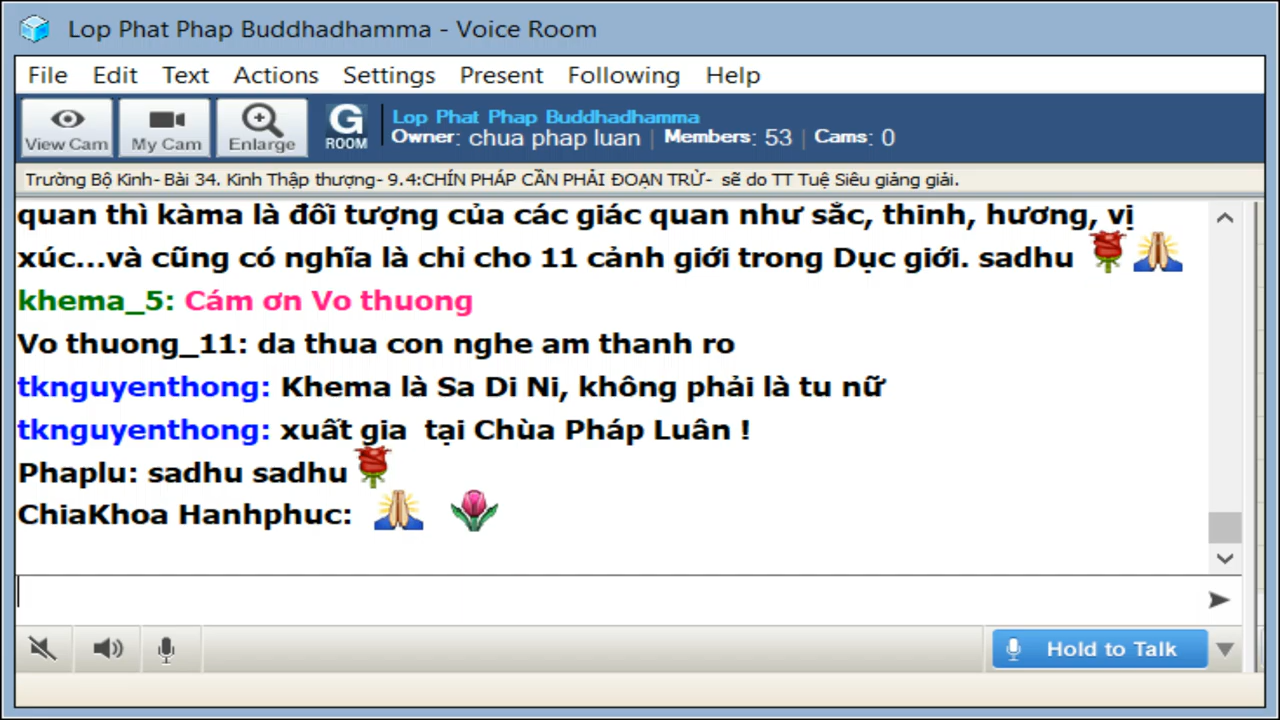 Lop Phat Phap Buddhadhamma - Voice Room
File Edit Text Actions Settings Present Following Help
View Cam My Cam Enlarge G ROOM
Lop Phat Phap Buddhadhamma
Owner: chua phap luan | Members: 53 | Cams: 0
Trường Bộ Kinh- Bài 34. Kinh Thập thượng- 9.4:CHÍN PHÁP CẦN PHẢI ĐOẠN TRỪ- sẽ do TT Tuệ Siêu giảng giải.
quan thì kàma là đối tượng của các giác quan như sắc, thinh, hương, vị
xúc...và cũng có nghĩa là chỉ cho 11 cảnh giới trong Dục giới. sadhu
khema_5: Cám ơn Vo thuong
Vo thuong_11: da thua con nghe am thanh ro
tknguyenthong: Khema là Sa Di Ni, không phải là tu nữ
tknguyenthong: xuất gia tại Chùa Pháp Luân !
Phaplu: sadhu sadhu
ChiaKhoa Hanhphuc:
Hold to Talk